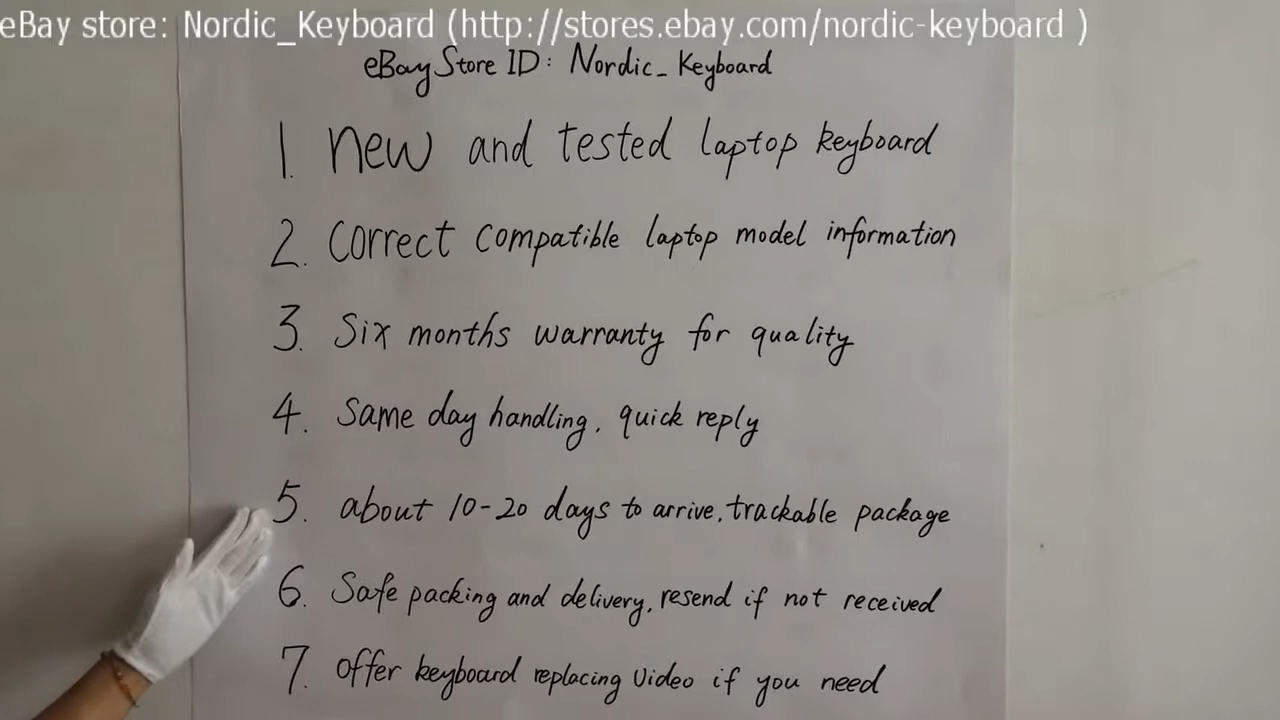 eBay store: Nordic_Keyboard (http://stores.ebay.com/nordic-keyboard )
eBay Store ID: Nordic_Keyboard
1. new and tested laptop keyboard
2. Correct compatible laptop model information
3. Six months warranty for quality
4. Same day handling, quick reply
5. about 10-20 days to arrive, trackable package
6. Safe packing and delivery, resend if not received
7. offer keyboard replacing video if you need